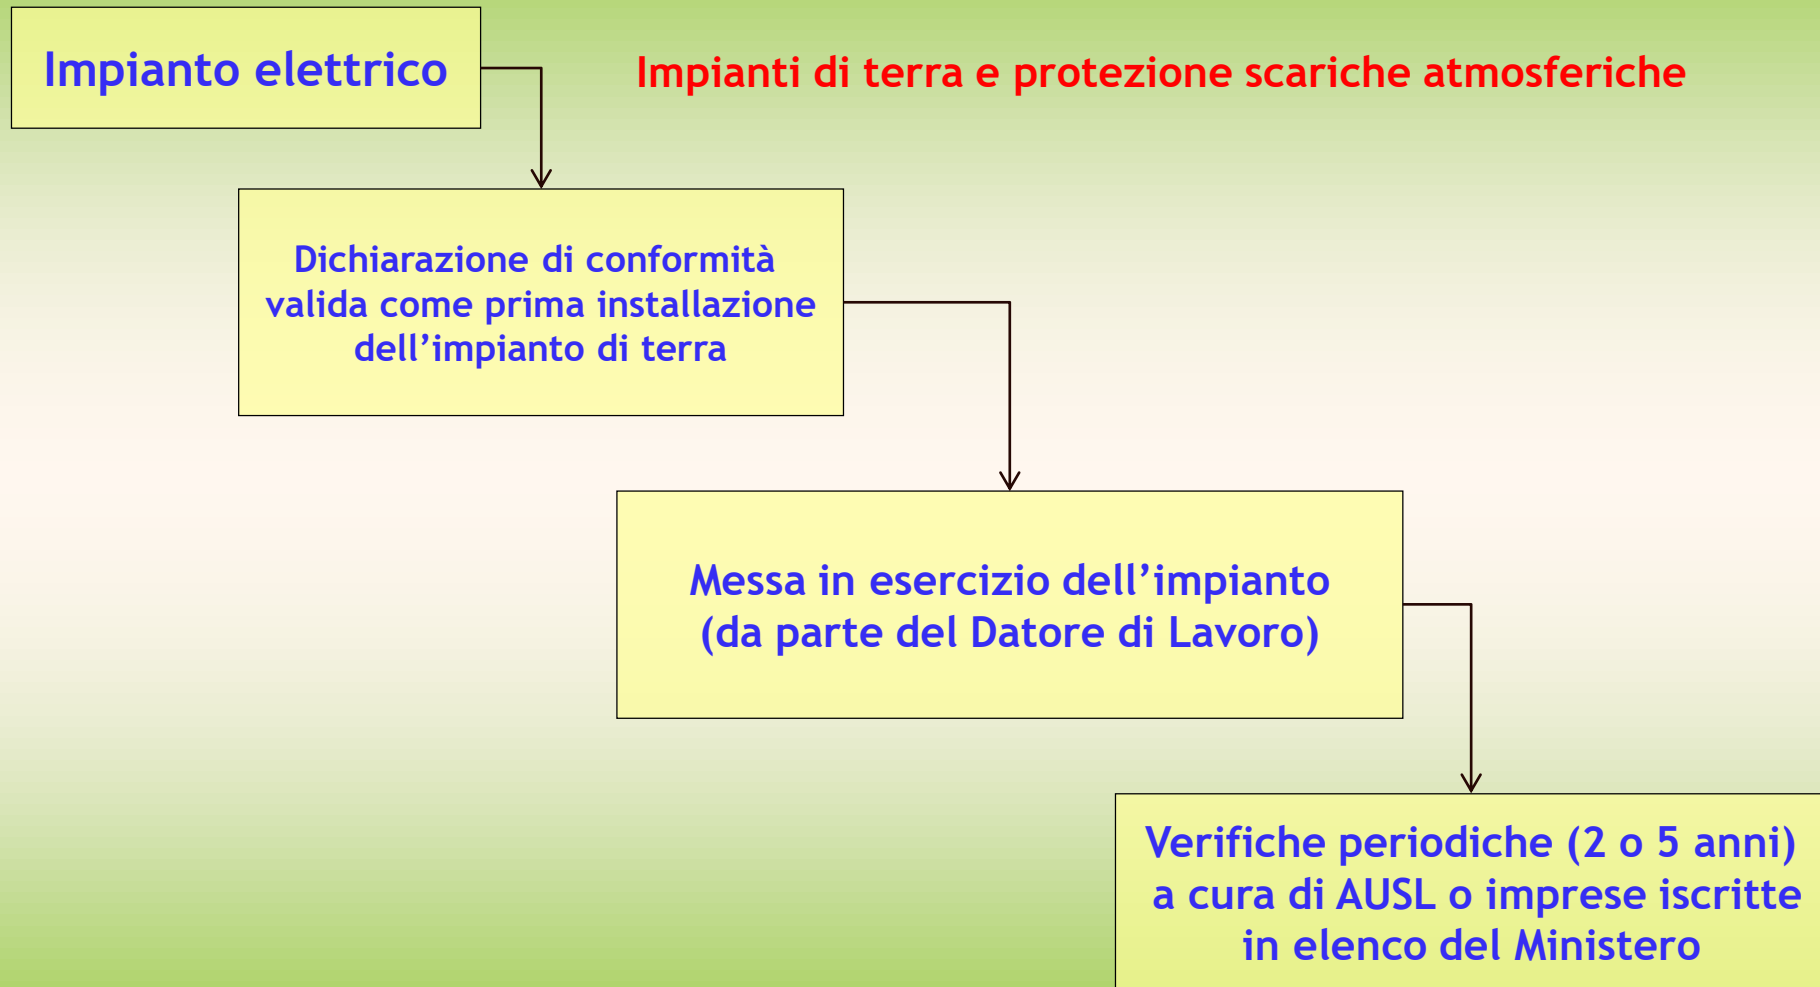 Impianto elettrico
Impianti di terra e protezione scariche atmosferiche
Dichiarazione di conformità
valida come prima installazione
dell’impianto di terra
Messa in esercizio dell’impianto
(da parte del Datore di Lavoro)
Verifiche periodiche (2 o 5 anni)
a cura di AUSL o imprese iscritte
in elenco del Ministero